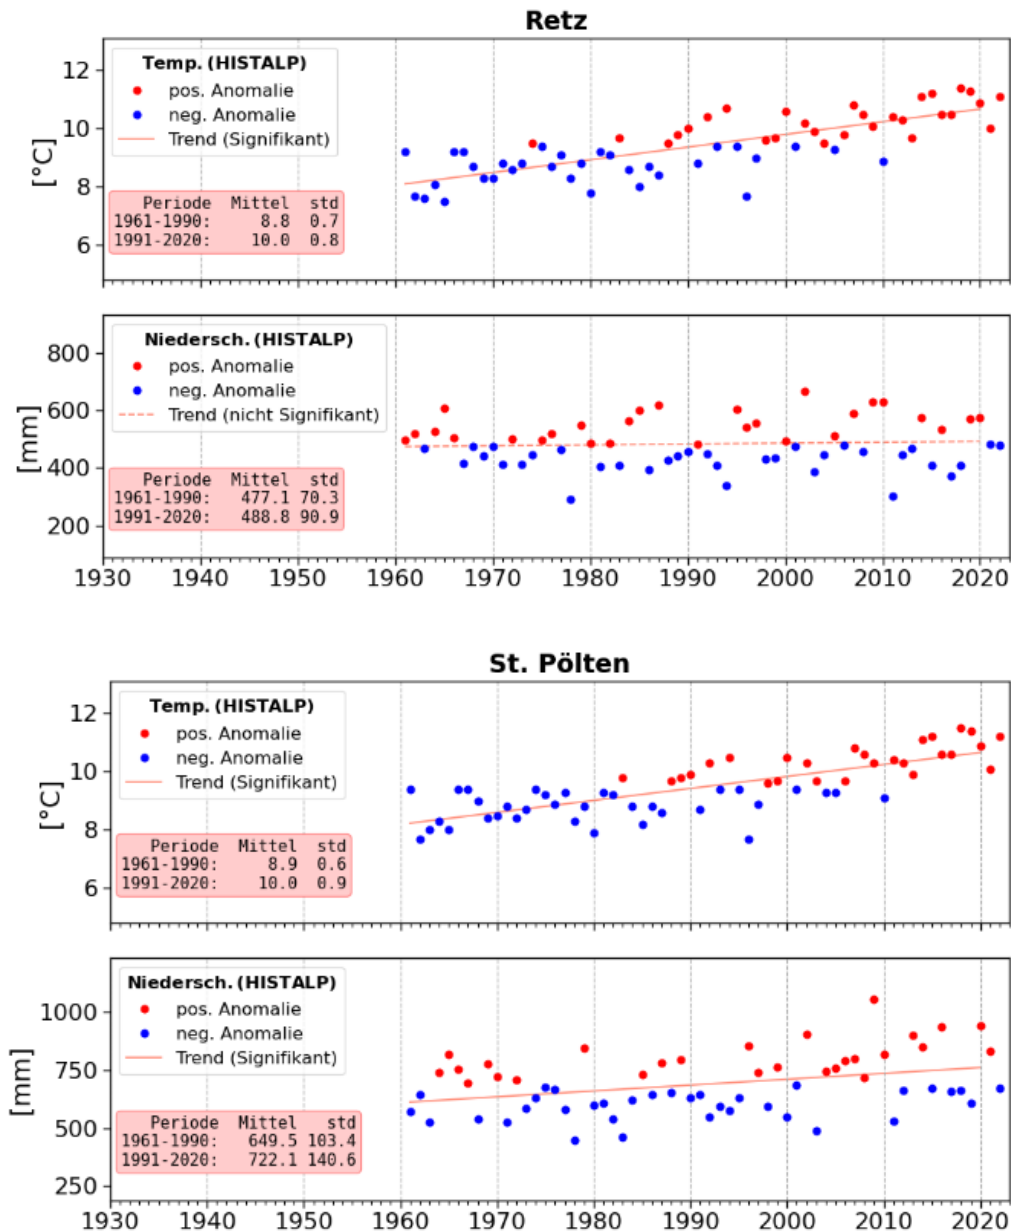 Retz
Temp. (HISTALP)
pos. Anomalie
neg. Anomalie
Trend (Signifikant)
12
10
8
6
[°C]
Periode Mittel std
1961-1990: 8.8 0.7
1991-2020: 10.0 0.8
Niedersch. (HISTALP)
pos. Anomalie
neg. Anomalie
Trend (nicht Signifikant)
800
600
400
200
[mm]
Periode Mittel std
1961-1990: 477.1 70.3
1991-2020: 488.8 90.9
1930 1940 1950 1960 1970 1980 1990 2000 2010 2020
St. Pölten
Temp. (HISTALP)
pos. Anomalie
neg. Anomalie
Trend (Signifikant)
12
10
8
6
[°C]
Periode Mittel std
1961-1990: 8.9 0.6
1991-2020: 10.0 0.9
Niedersch. (HISTALP)
pos. Anomalie
neg. Anomalie
Trend (Signifikant)
1000
750
500
250
[mm]
Periode Mittel std
1961-1990: 649.5 103.4
1991-2020: 722.1 140.6
1930 1940 1950 1960 1970 1980 1990 2000 2010 2020